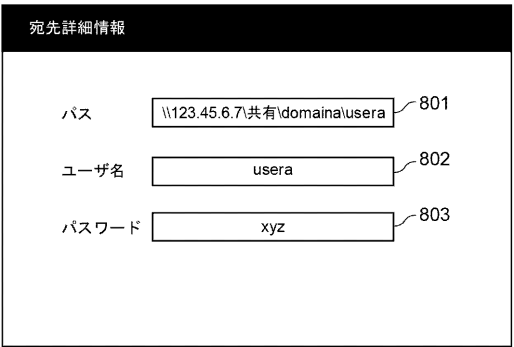 宛先詳細情報
パス \\123.45.6.7\共有\domaina\usera 801
ユーザ名 usera 802
パスワード xyz 803